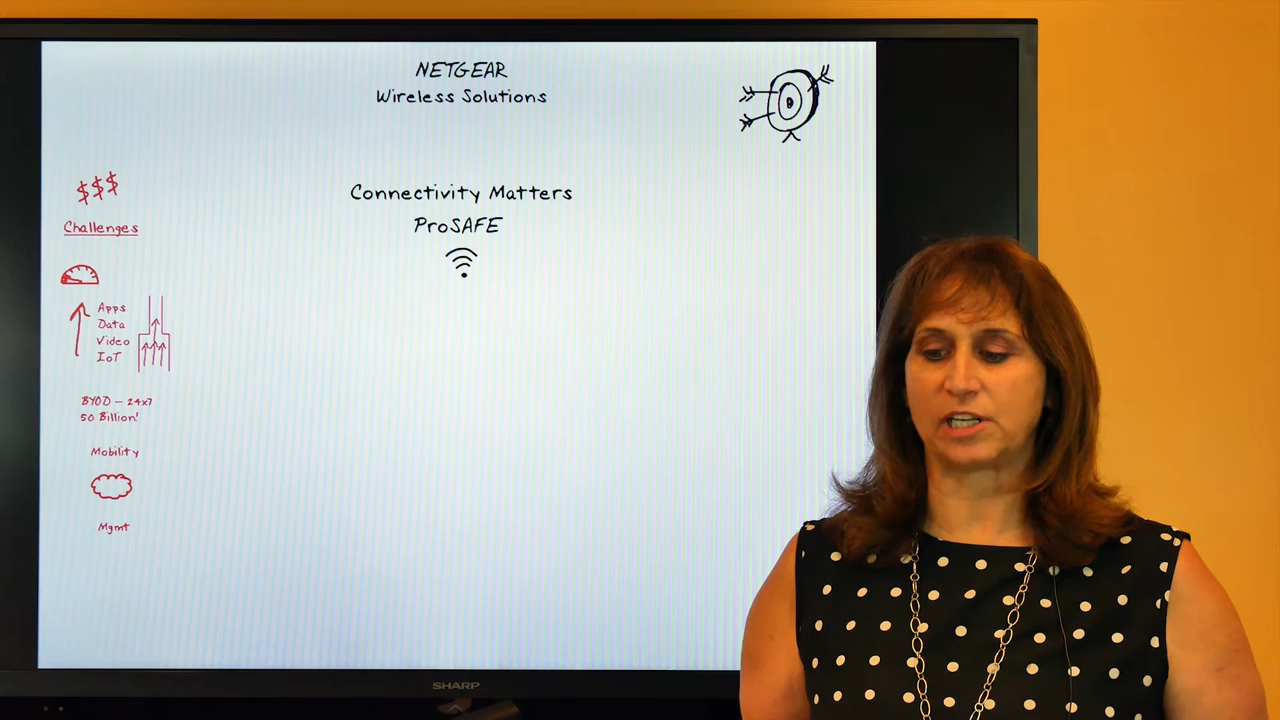 NETGEAR
Wireless Solutions
Connectivity Matters
ProSAFE
$$$
Challenges
Apps
Data
Video
IoT
BYOD – 24x7
50 Billion!
Mobility
Mgmt
SHARP